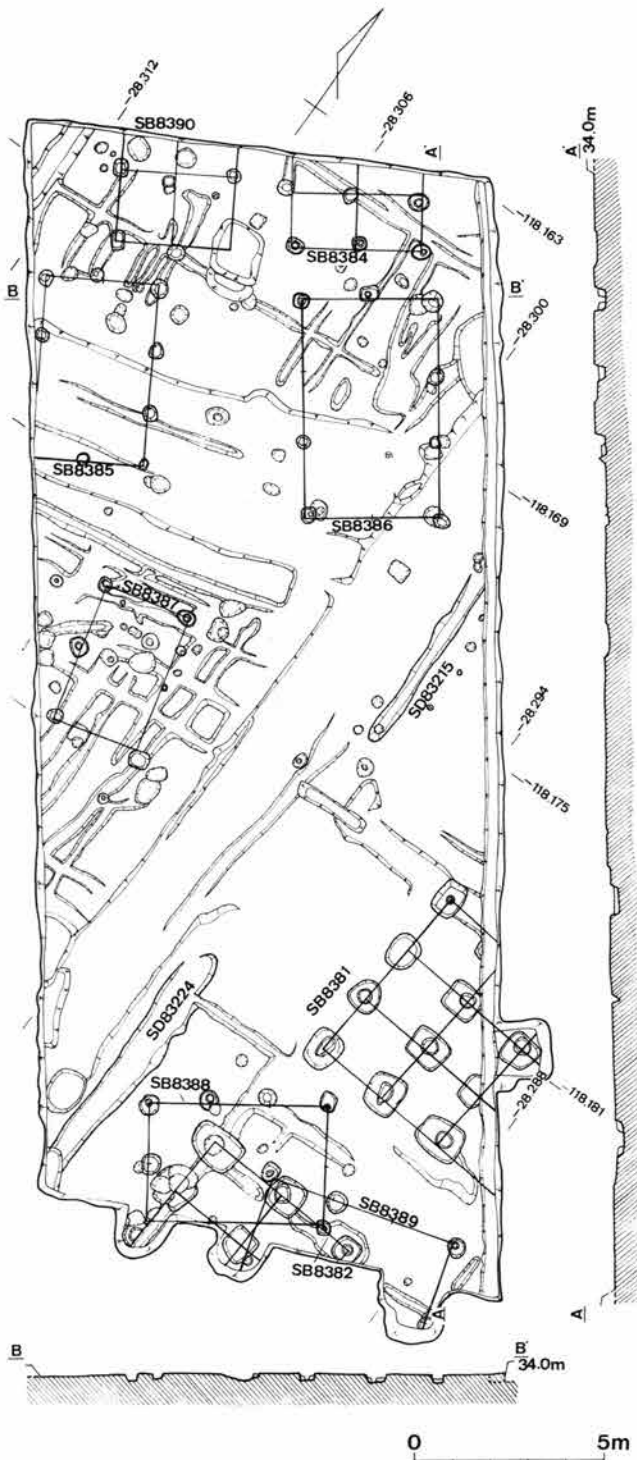 -28.312
SB8390
-28.306
A'
A'
34.0m
-118.163
SB8384
B
B'
-28.300
SB8385
SB8386
-118.169
SB8387
SD83215
-28.294
-118.175
SB8381
SD83224
SB8388
-28.288
-118.181
SB8389
SB8382
A
A
B
B'
34.0m
0
5m